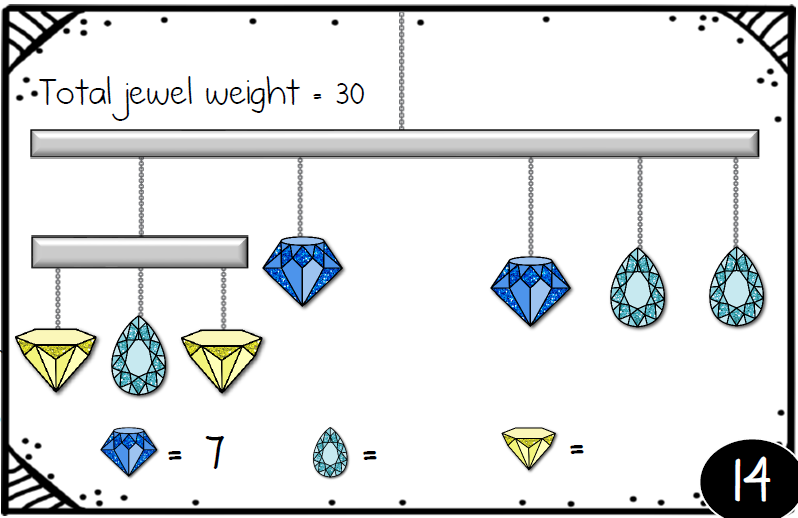 Total jewel weight = 30
= 7 = =
14